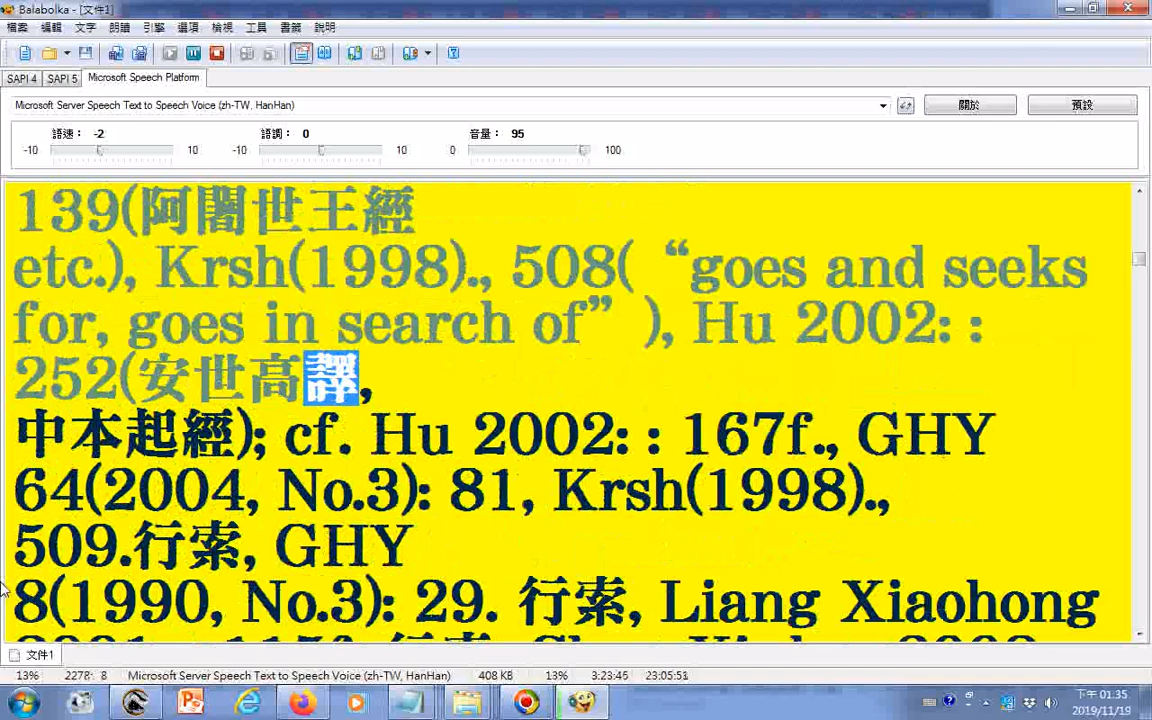 Balabolka - [文件1]
檔案 編輯 文字 朗讀 引擎 選項 檢視 工具 書籤 說明
SAPI 4 SAPI 5 Microsoft Speech Platform
Microsoft Server Speech Text to Speech Voice (zh-TW, HanHan) 關於 預設
語速: -2 語調: 0 音量: 95
-10 10 -10 10 0 100
139(阿闍世王經
etc.), Krsh(1998)., 508( “goes and seeks
for, goes in search of” ), Hu 2002: :
252(安世高譯,
中本起經); cf. Hu 2002: : 167f., GHY
64(2004, No.3): 81, Krsh(1998).,
509.行索, GHY
8(1990, No.3): 29. 行索, Liang Xiaohong
文件1
13% 2278: 8 Microsoft Server Speech Text to Speech Voice (zh-TW, HanHan) 408 KB 13% 3:23:45 23:05:51
下午 01:35
2019/11/19